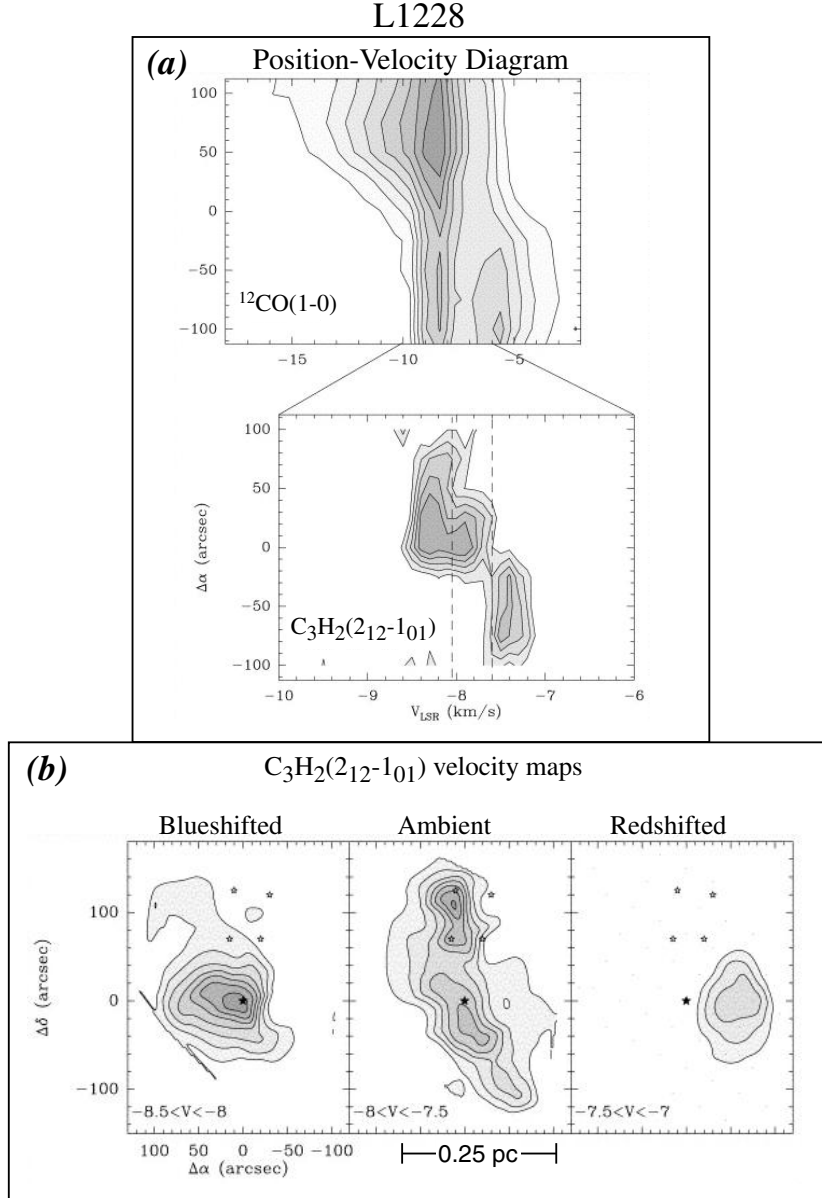 L1228
(a) Position-Velocity Diagram
100
50
0
−50
−100
¹²CO(1-0)
−15 −10 −5
100
50
0
−50
−100
Δα (arcsec)
C₃H₂(2₁₂-1₀₁)
−10 −9 −8 −7 −6
V_LSR (km/s)
(b) C₃H₂(2₁₂-1₀₁) velocity maps
Blueshifted Ambient Redshifted
100
0
−100
Δδ (arcsec)
−8.5<V<−8 −8<V<−7.5 −7.5<V<−7
100 50 0 −50 −100
Δα (arcsec)
0.25 pc